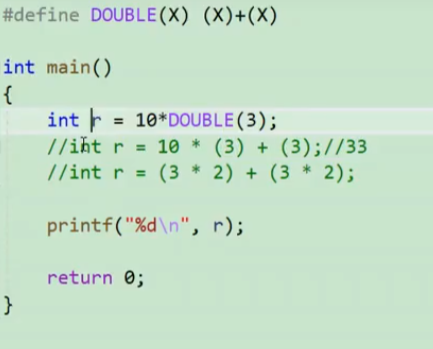 #define DOUBLE(X) (X)+(X)
int main()
{
int r = 10*DOUBLE(3);
//int r = 10 * (3) + (3);//33
//int r = (3 * 2) + (3 * 2);
printf("%d\n", r);
return 0;
}